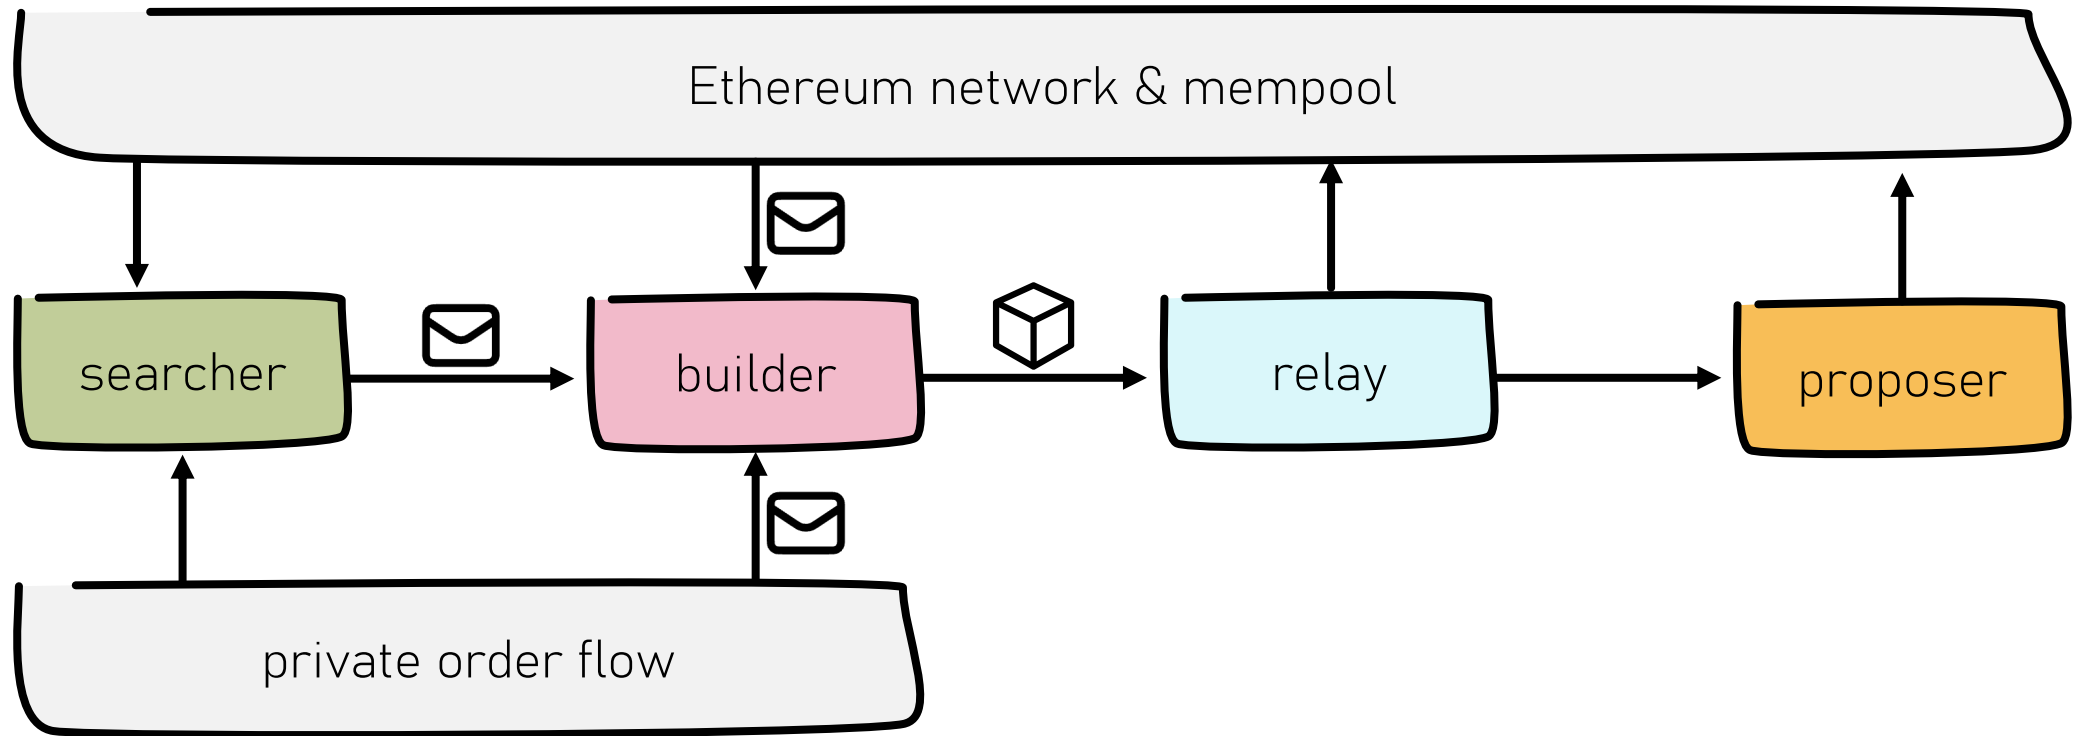 Ethereum network & mempool
searcher
builder
relay
proposer
private order flow